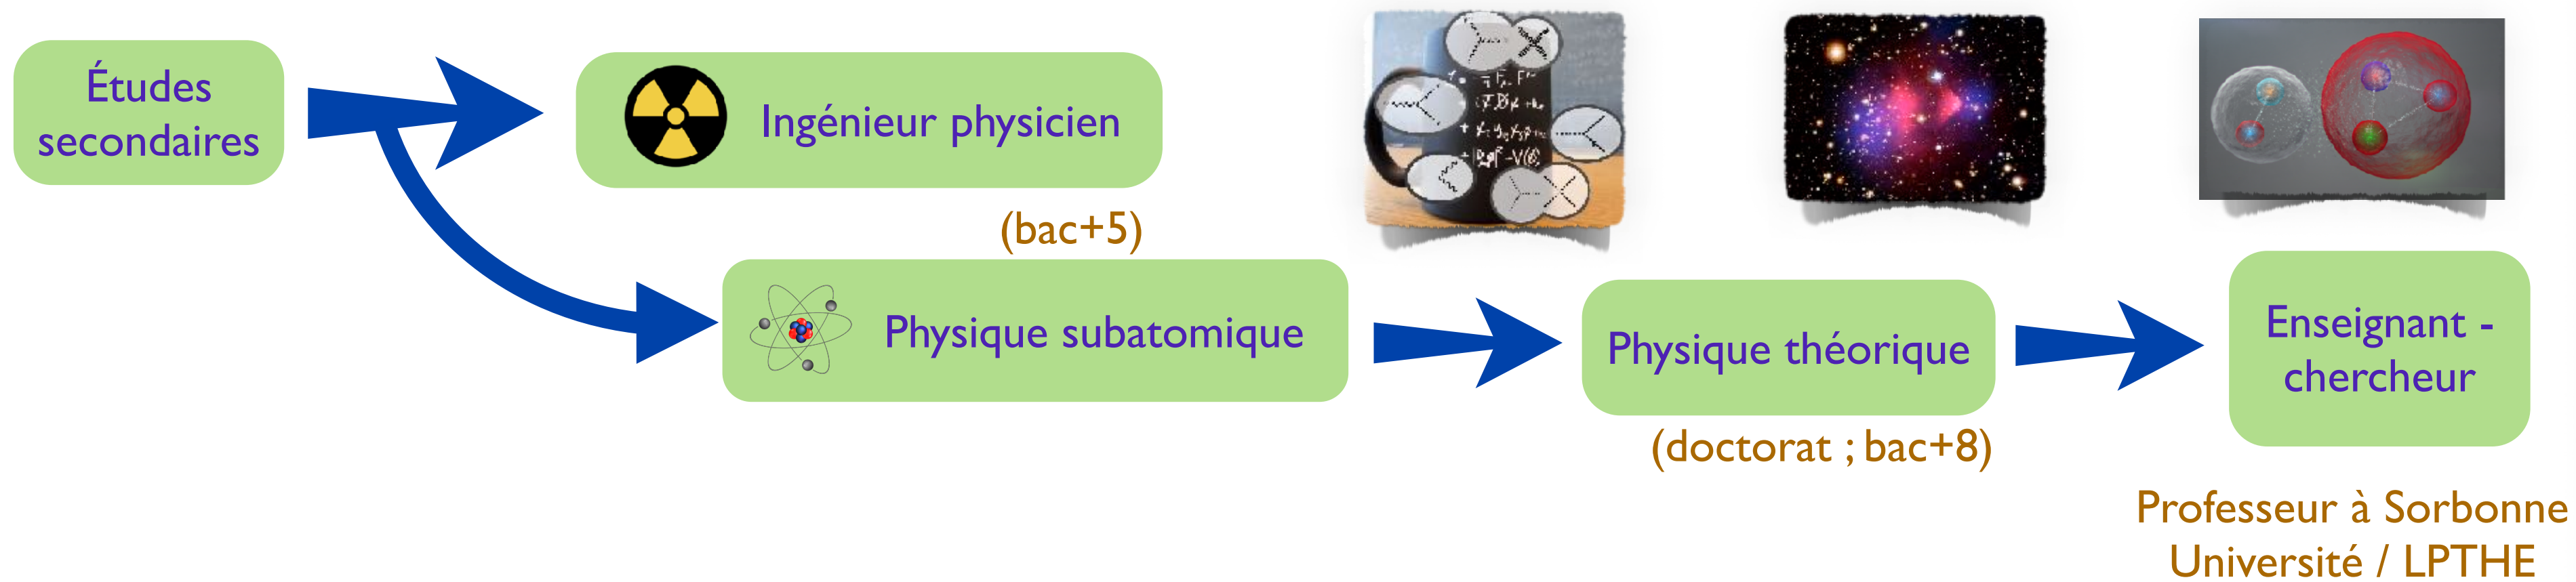 Études
secondaires
Ingénieur physicien
(bac+5)
Physique subatomique
Physique théorique
(doctorat ; bac+8)
Enseignant -
chercheur
Professeur à Sorbonne
Université / LPTHE